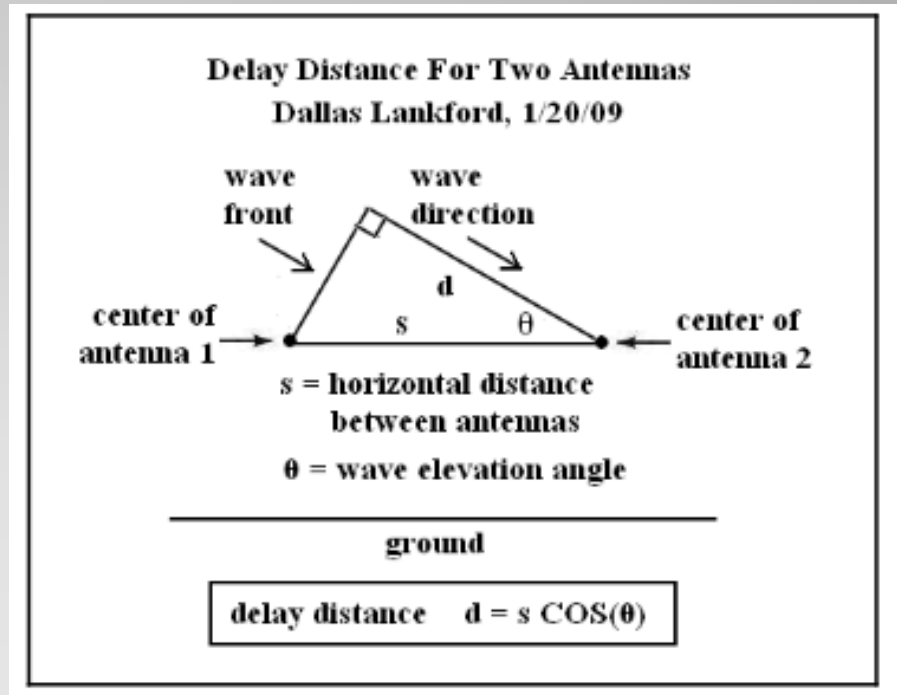 Delay Distance For Two Antennas
Dallas Lankford, 1/20/09
wave
front
wave
direction
d
s
θ
center of
antenna 1
center of
antenna 2
s = horizontal distance
between antennas
θ = wave elevation angle
ground
delay distance d = s COS(θ)